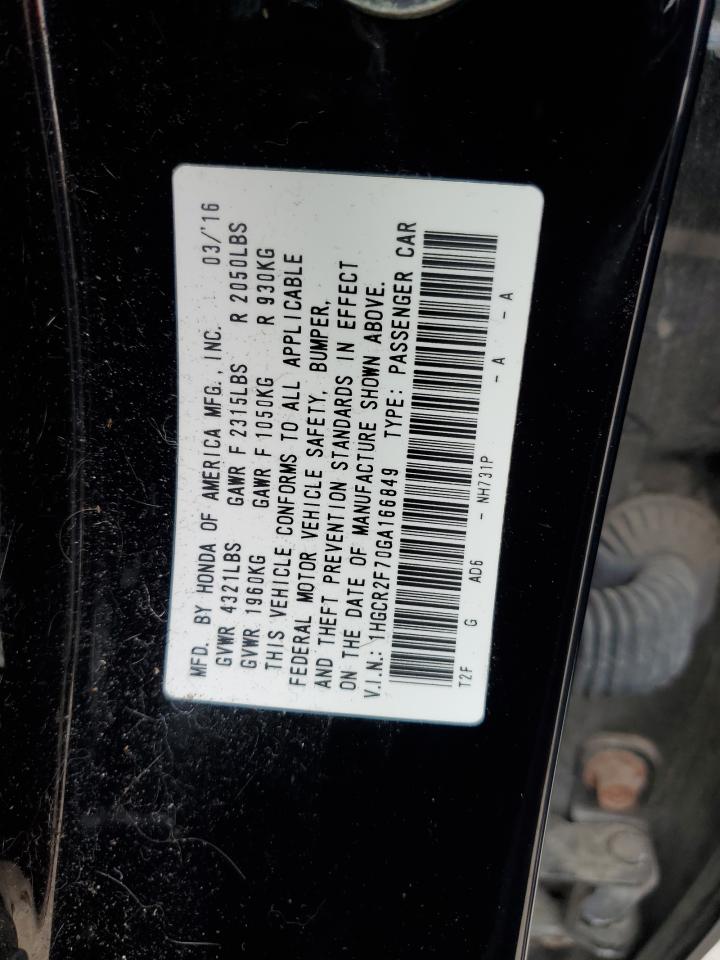 MFD. BY HONDA OF AMERICA MFG., INC. 03/'16
GVWR 4321LBS GAWR F 2315LBS R 2050LBS
GVWR 1960KG GAWR F 1050KG R 930KG
THIS VEHICLE CONFORMS TO ALL APPLICABLE
FEDERAL MOTOR VEHICLE SAFETY, BUMPER,
AND THEFT PREVENTION STANDARDS IN EFFECT
ON THE DATE OF MANUFACTURE SHOWN ABOVE.
V.I.N.: 1HGCR2F70GA166849 TYPE: PASSENGER CAR
T2F G AD6 - NH731P - A - A